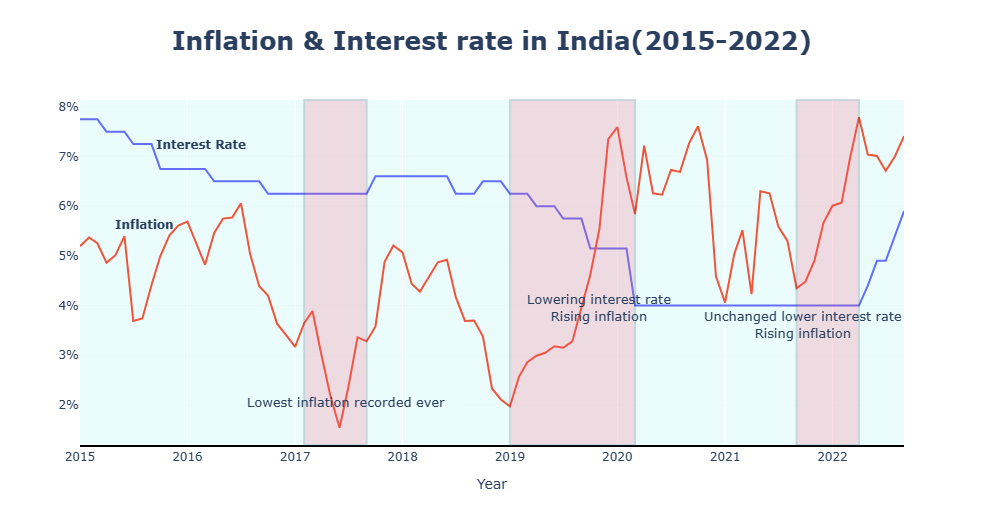 Inflation & Interest rate in India(2015-2022)
8%
7%
6%
5%
4%
3%
2%
Interest Rate
Inflation
Lowering interest rate
Rising inflation
Unchanged lower interest rate
Rising inflation
Lowest inflation recorded ever
2015 2016 2017 2018 2019 2020 2021 2022
Year